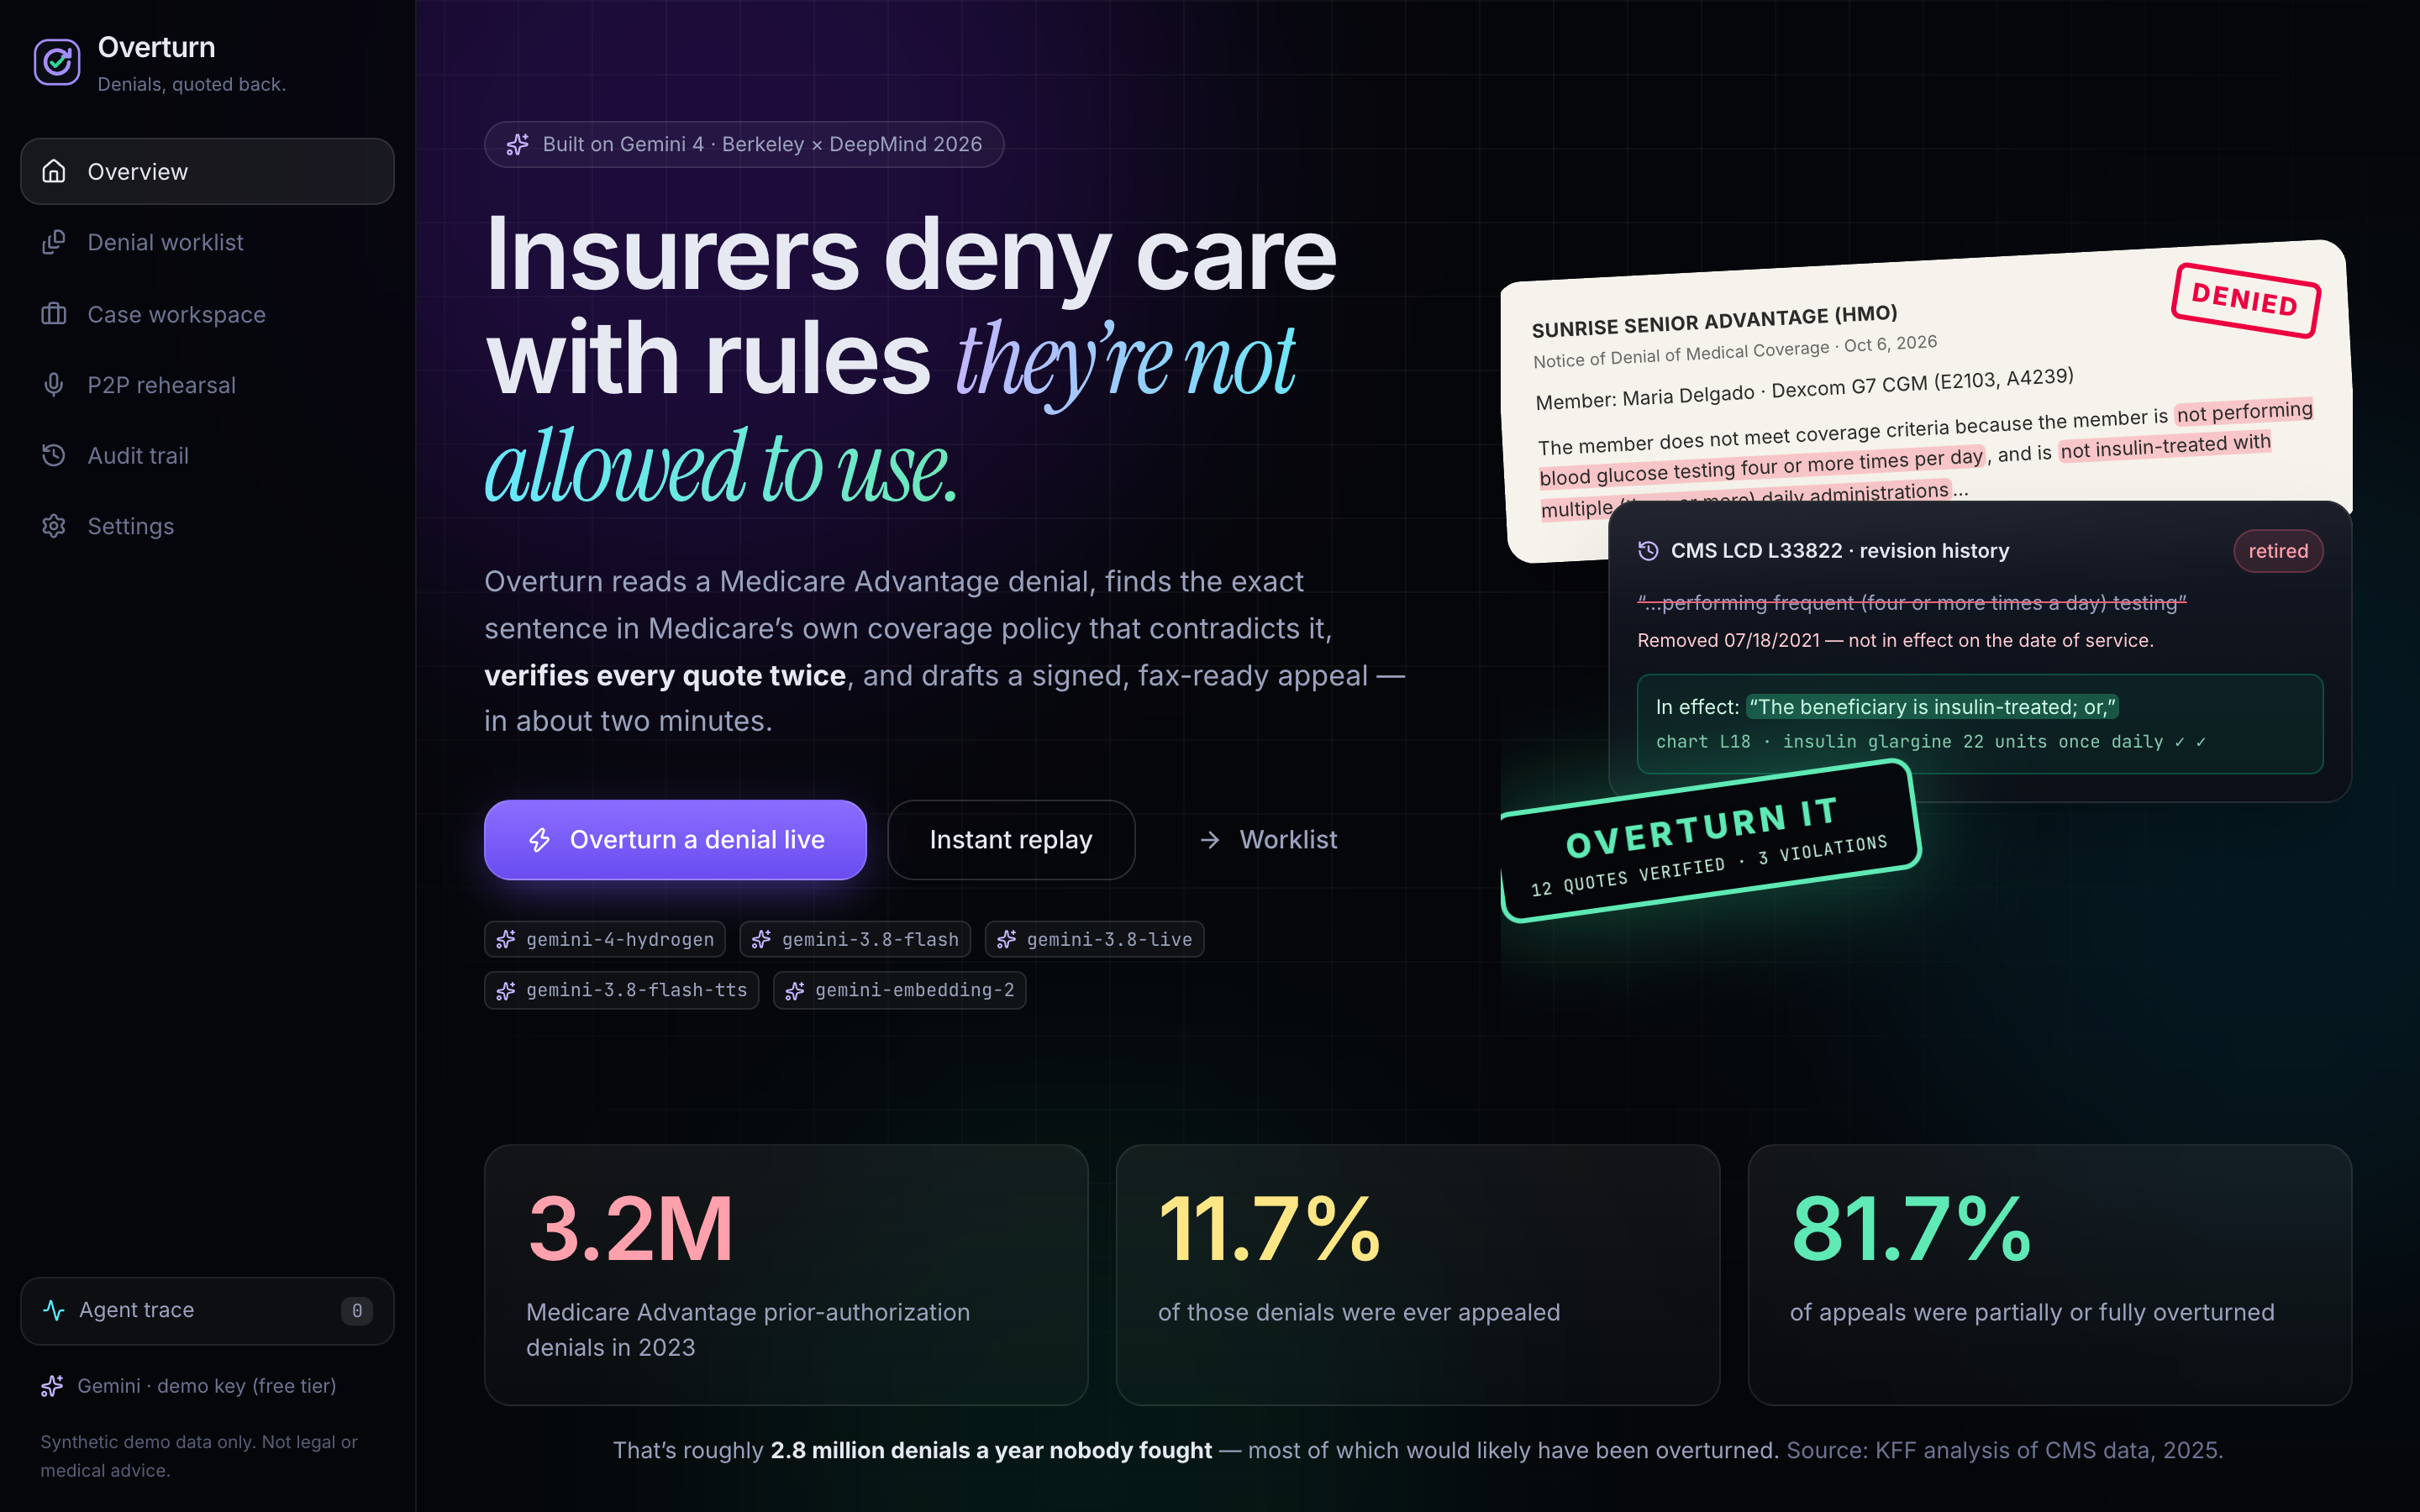 Overturn
Denials, quoted back.
Overview
Denial worklist
Case workspace
P2P rehearsal
Audit trail
Settings
Agent trace
0
Gemini · demo key (free tier)
Synthetic demo data only. Not legal or
medical advice.
Built on Gemini 4 · Berkeley × DeepMind 2026
Insurers deny care
with rules they’re not
allowed to use.
Overturn reads a Medicare Advantage denial, finds the exact
sentence in Medicare’s own coverage policy that contradicts it,
verifies every quote twice, and drafts a signed, fax-ready appeal —
in about two minutes.
Overturn a denial live
Instant replay
→ Worklist
gemini-4-hydrogen
gemini-3.8-flash
gemini-3.8-live
gemini-3.8-flash-tts
gemini-embedding-2
DENIED
SUNRISE SENIOR ADVANTAGE (HMO)
Notice of Denial of Medical Coverage · Oct 6, 2026
Member: Maria Delgado · Dexcom G7 CGM (E2103, A4239)
The member does not meet coverage criteria because the member is not performing
blood glucose testing four or more times per day, and is not insulin-treated with
multiple (three or more) daily administrations...
CMS LCD L33822 · revision history
retired
“...performing frequent (four or more times a day) testing”
Removed 07/18/2021 — not in effect on the date of service.
In effect: “The beneficiary is insulin-treated; or,”
chart L18 · insulin glargine 22 units once daily ✓ ✓
OVERTURN IT
12 QUOTES VERIFIED · 3 VIOLATIONS
3.2M
Medicare Advantage prior-authorization
denials in 2023
11.7%
of those denials were ever appealed
81.7%
of appeals were partially or fully overturned
That’s roughly 2.8 million denials a year nobody fought — most of which would likely have been overturned. Source: KFF analysis of CMS data, 2025.